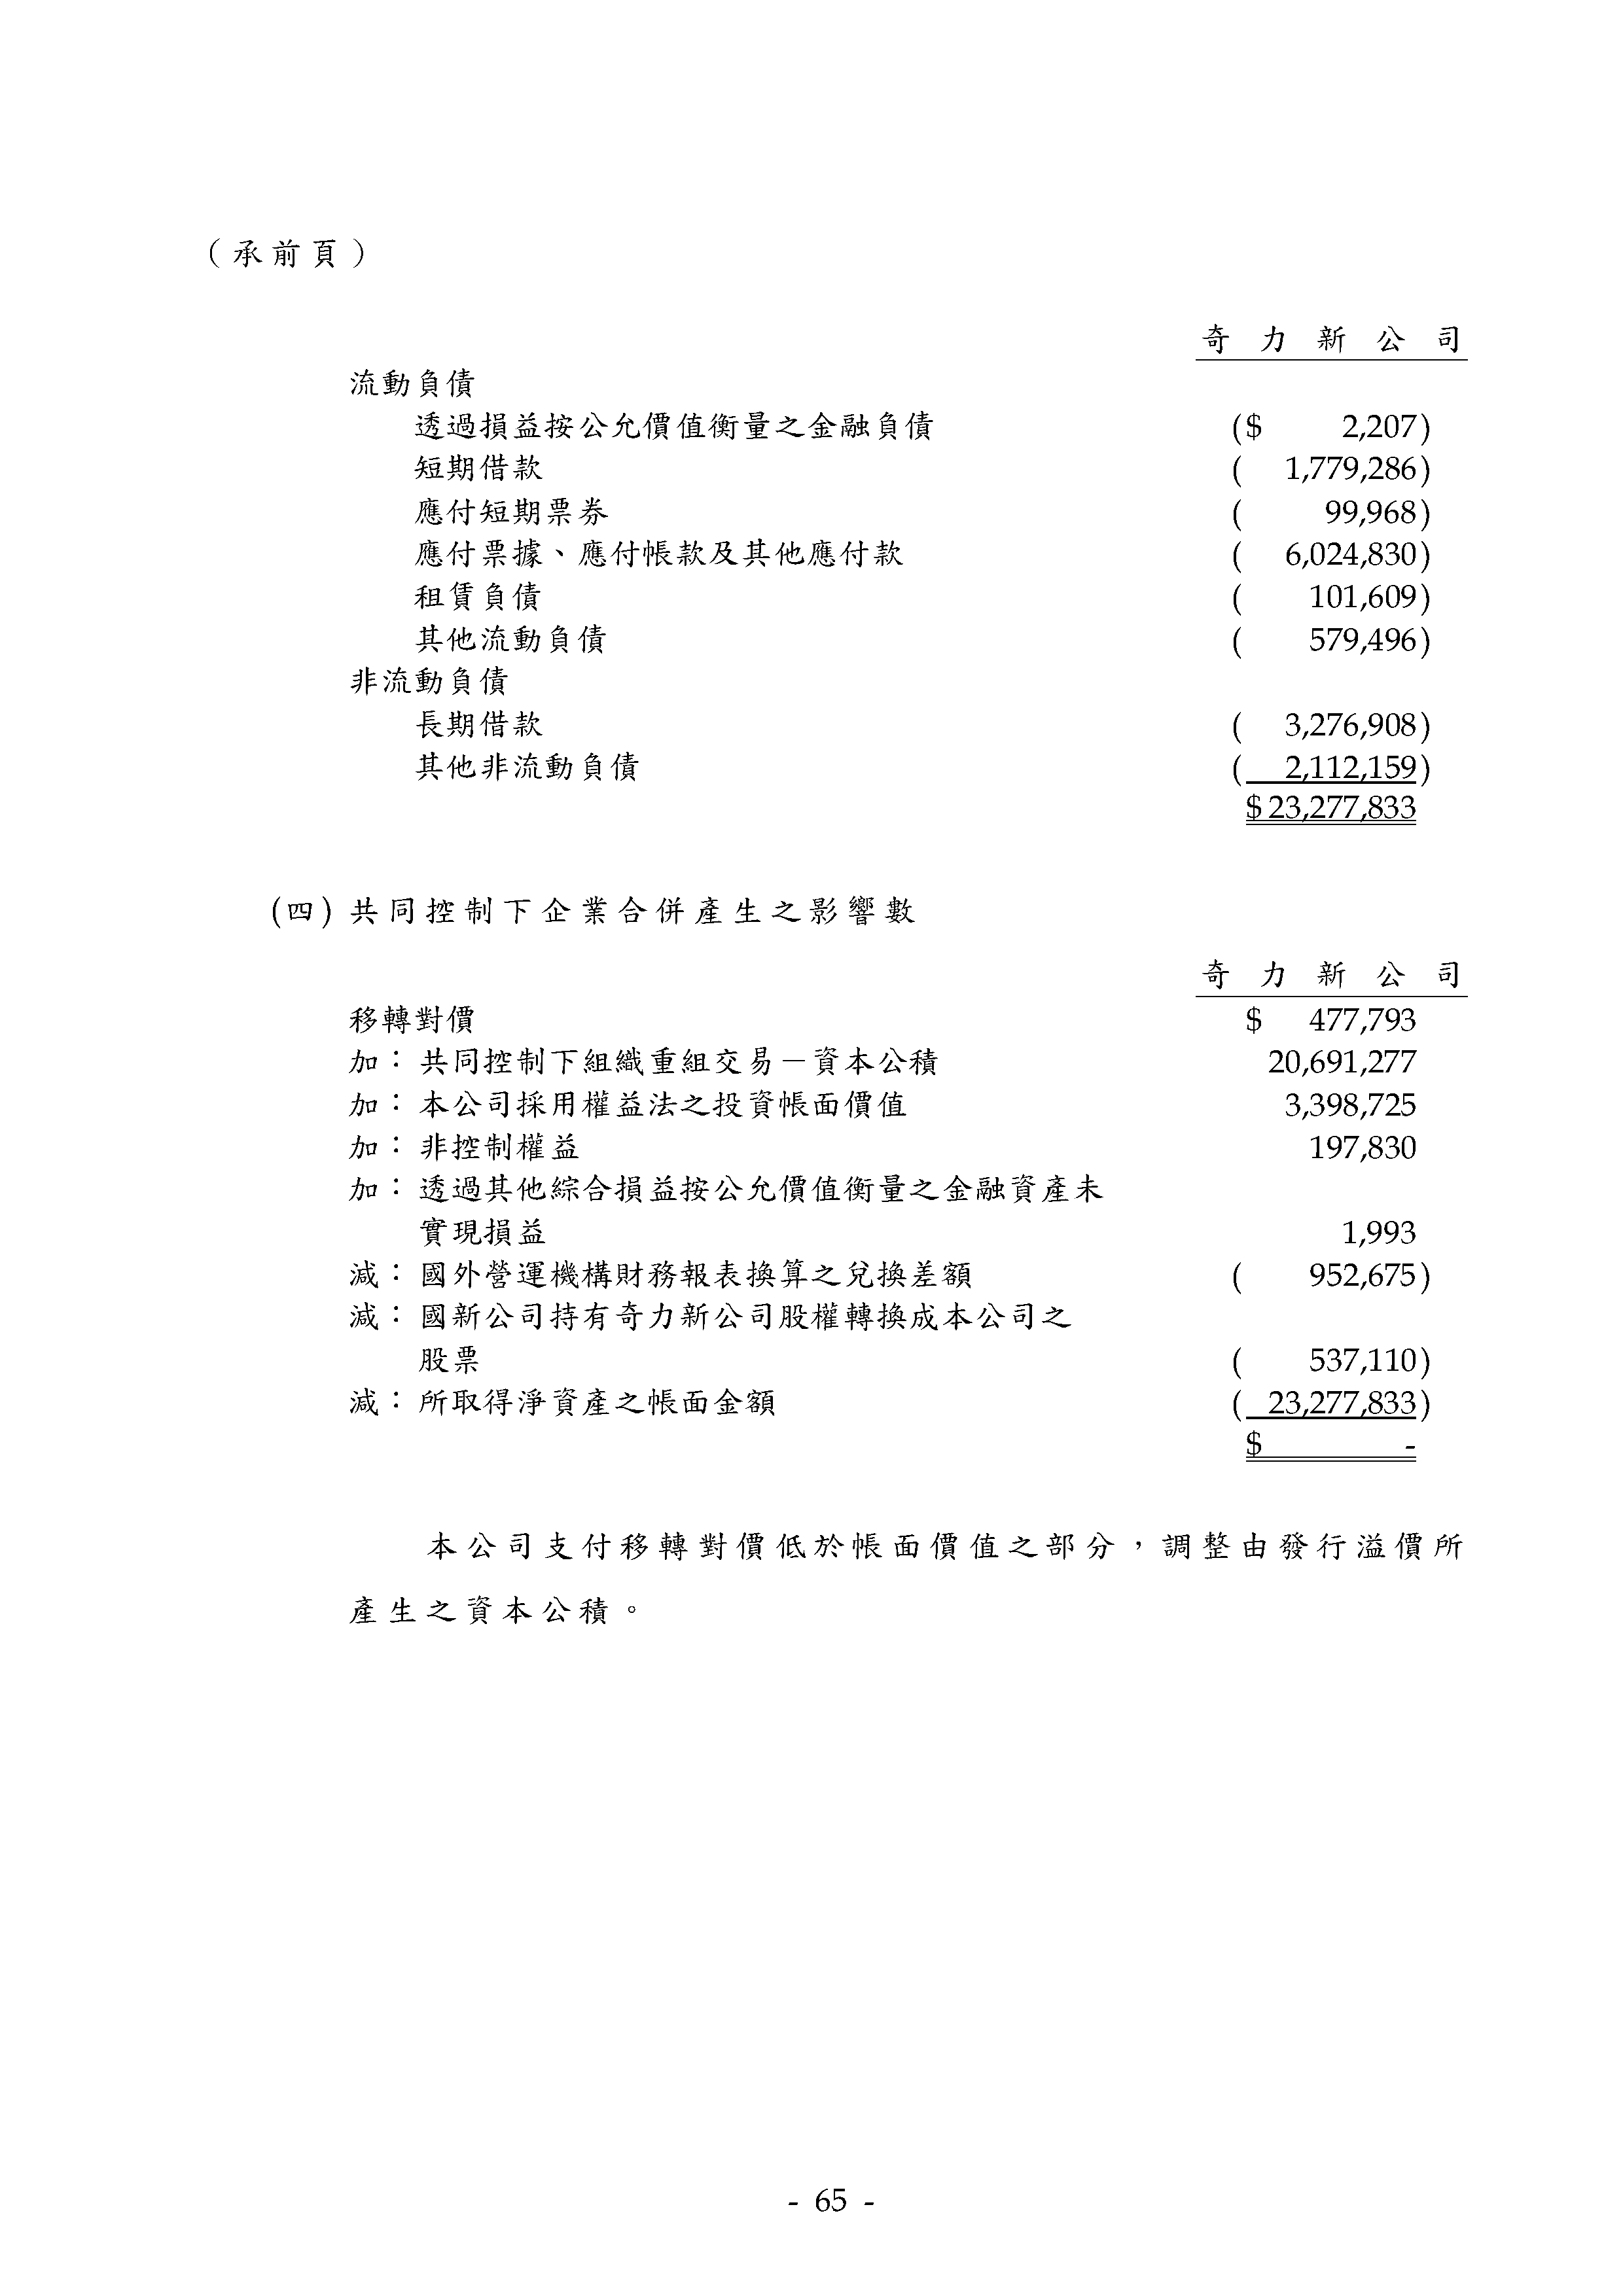 （承前頁）
奇力新公司
流動負債
透過損益按公允價值衡量之金融負債 ($ 2,207)
短期借款 ( 1,779,286)
應付短期票券 ( 99,968)
應付票據、應付帳款及其他應付款 ( 6,024,830)
租賃負債 ( 101,609)
其他流動負債 ( 579,496)
非流動負債
長期借款 ( 3,276,908)
其他非流動負債 ( 2,112,159)
$ 23,277,833
(四) 共同控制下企業合併產生之影響數
奇力新公司
移轉對價 $ 477,793
加：共同控制下組織重組交易－資本公積 20,691,277
加：本公司採用權益法之投資帳面價值 3,398,725
加：非控制權益 197,830
加：透過其他綜合損益按公允價值衡量之金融資產未
實現損益 1,993
減：國外營運機構財務報表換算之兌換差額 ( 952,675)
減：國新公司持有奇力新公司股權轉換成本公司之
股票 ( 537,110)
減：所取得淨資產之帳面金額 ( 23,277,833)
$ -
本公司支付移轉對價低於帳面價值之部分，調整由發行溢價所
產生之資本公積。
- 65 -